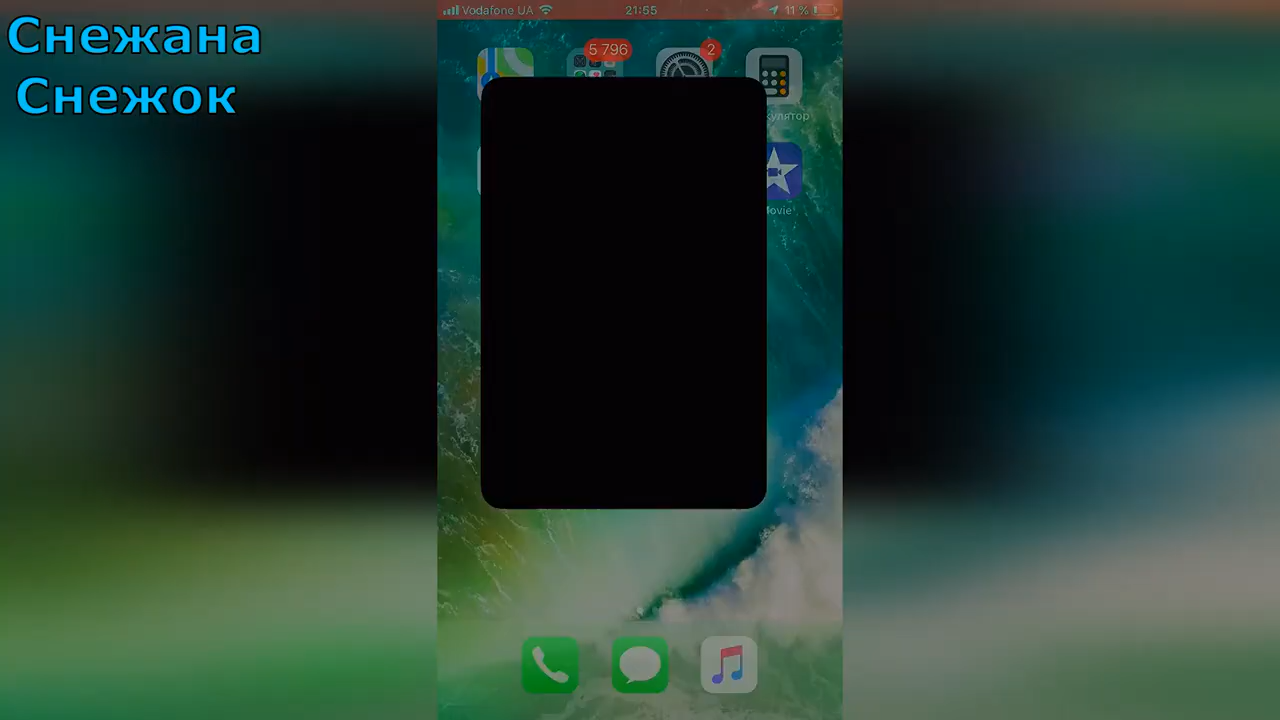 Снежана
Снежок
Vodafone UA
21:55
11 %
5 796
2
кулятор
Movie